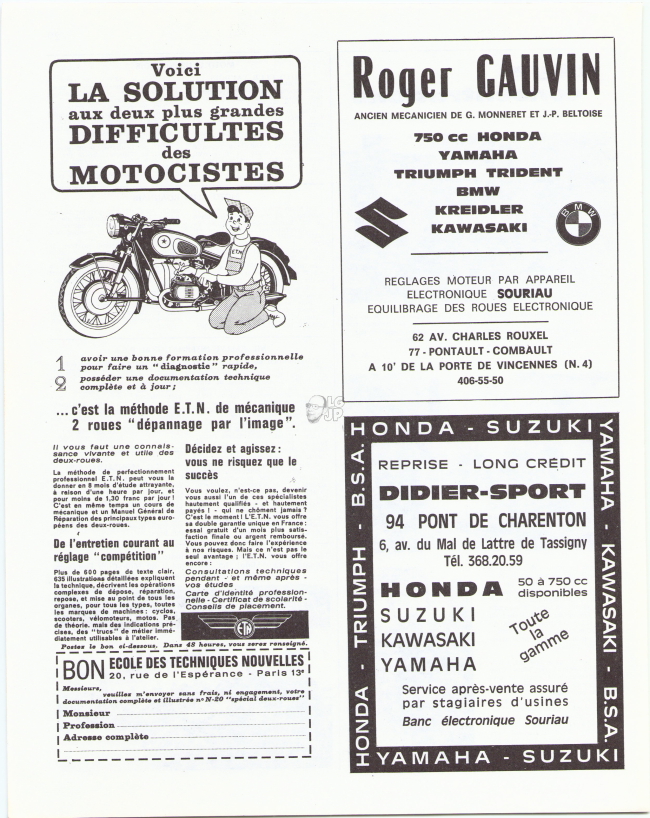 Voici
LA SOLUTION
aux deux plus grandes
DIFFICULTES
des
MOTOCISTES
E T N
1 avoir une bonne formation professionnelle
pour faire un "diagnostic" rapide,
2 posséder une documentation technique
complète et à jour;
... c'est la méthode E.T.N. de mécanique
2 roues "dépannage par l'image".
Il vous faut une connais-
sance vivante et utile des
deux-roues.
La méthode de perfectionnement
professionnel E.T.N. peut vous la
donner en 8 mois d'étude attrayante,
à raison d'une heure par jour, et
pour moins de 1,30 franc par jour !
C'est en même temps un cours de
mécanique et un Manuel Général de
Réparation des principaux types euro-
péens des deux-roues.
De l'entretien courant au
réglage "compétition"
Plus de 600 pages de texte clair,
635 illustrations détaillées expliquent
la technique, décrivent les opérations
complètes de dépose, réparation,
repose, et mise au point de tous les
organes, pour tous les types, toutes
les marques de machines : cyclos,
scooters, vélomoteurs, motos. Pas
de théorie, mais des indications pré-
cises, des "trucs" de métier immé-
diatement utilisables à l'atelier.
Décidez et agissez :
vous ne risquez que le
succès
Vous voulez, n'est-ce pas, devenir
vous aussi l'un de ces spécialistes
hautement qualifiés - et hautement
payés ! - qui ne chôment jamais ?
C'est le moment ! L'E.T.N. vous offre
sa double garantie unique en France :
essai gratuit d'un mois plus satis-
faction finale ou argent remboursé.
Vous pouvez donc faire l'expérience
à nos risques. Mais ce n'est pas le
seul avantage ; l'E.T.N. vous offre
encore :
Consultations techniques
pendant - et même après -
vos études
Carte d'identité profession-
nelle - Certificat de scolarité -
Conseils de placement.
ETN
Postez le bon ci-dessous. Dans 48 heures, vous serez renseigné.
BON ECOLE DES TECHNIQUES NOUVELLES
20, rue de l'Espérance - Paris 13e
Messieurs,
veuillez m'envoyer sans frais, ni engagement, votre
documentation complète et illustrée n° N-20 "spécial deux-roues"
Monsieur
Profession
Adresse complète
Roger GAUVIN
ANCIEN MECANICIEN DE G. MONNERET ET J.-P. BELTOISE
750 cc HONDA
YAMAHA
TRIUMPH TRIDENT
BMW
KREIDLER
KAWASAKI
BMW
REGLAGES MOTEUR PAR APPAREIL
ELECTRONIQUE SOURIAU
EQUILIBRAGE DES ROUES ELECTRONIQUE
62 AV. CHARLES ROUXEL
77 - PONTAULT - COMBAULT
A 10' DE LA PORTE DE VINCENNES (N. 4)
406-55-50
LG
JP
HONDA - SUZUKI
YAMAHA - KAWASAKI - B.S.A.
HONDA - TRIUMPH - B.S.A.
YAMAHA - SUZUKI
REPRISE - LONG CRÉDIT
DIDIER-SPORT
94 PONT DE CHARENTON
6, av. du Mal de Lattre de Tassigny
Tél. 368.20.59
HONDA 50 à 750 cc
disponibles
SUZUKI
KAWASAKI
YAMAHA
Toute
la
gamme
Service après-vente assuré
par stagiaires d'usines
Banc électronique Souriau